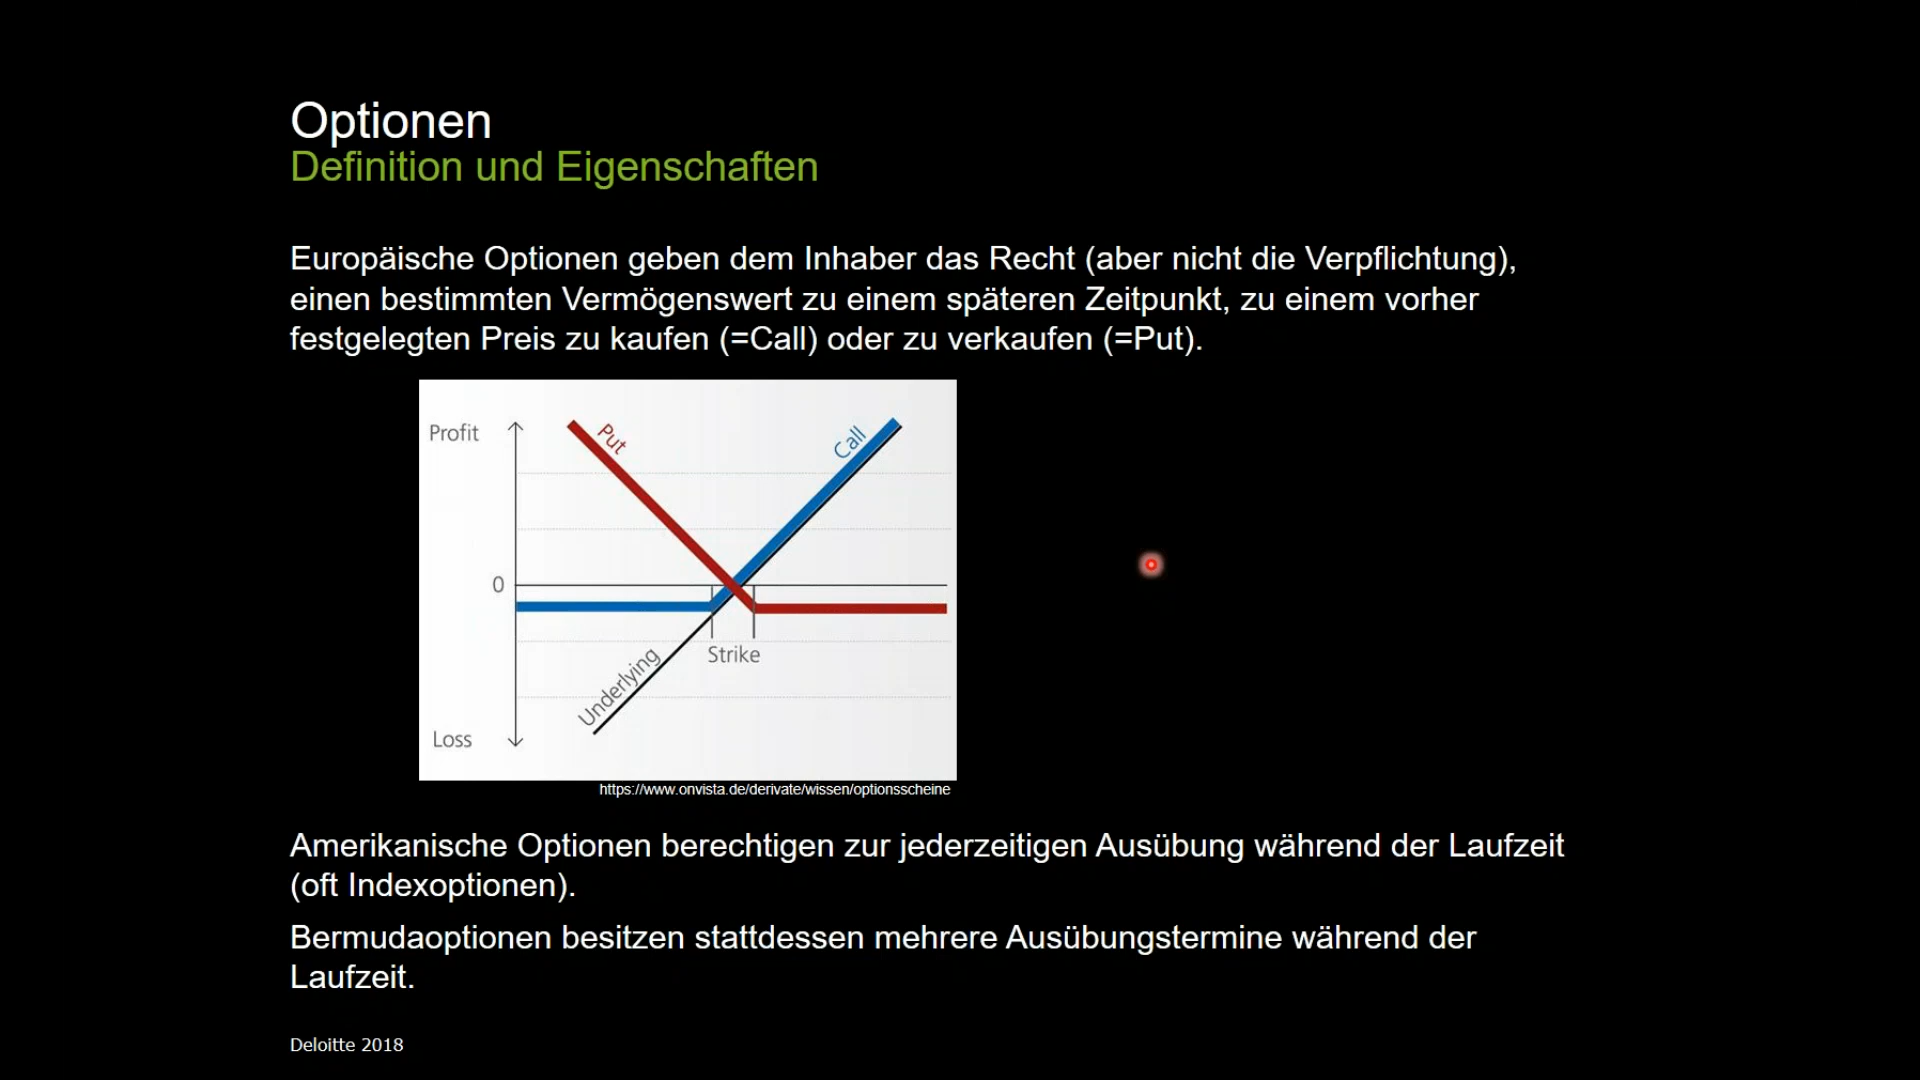 Optionen
Definition und Eigenschaften
Europäische Optionen geben dem Inhaber das Recht (aber nicht die Verpflichtung),
einen bestimmten Vermögenswert zu einem späteren Zeitpunkt, zu einem vorher
festgelegten Preis zu kaufen (=Call) oder zu verkaufen (=Put).
Profit
Put
Call
0
Strike
Underlying
Loss
https://www.onvista.de/derivate/wissen/optionsscheine
Amerikanische Optionen berechtigen zur jederzeitigen Ausübung während der Laufzeit
(oft Indexoptionen).
Bermudaoptionen besitzen stattdessen mehrere Ausübungstermine während der
Laufzeit.
Deloitte 2018